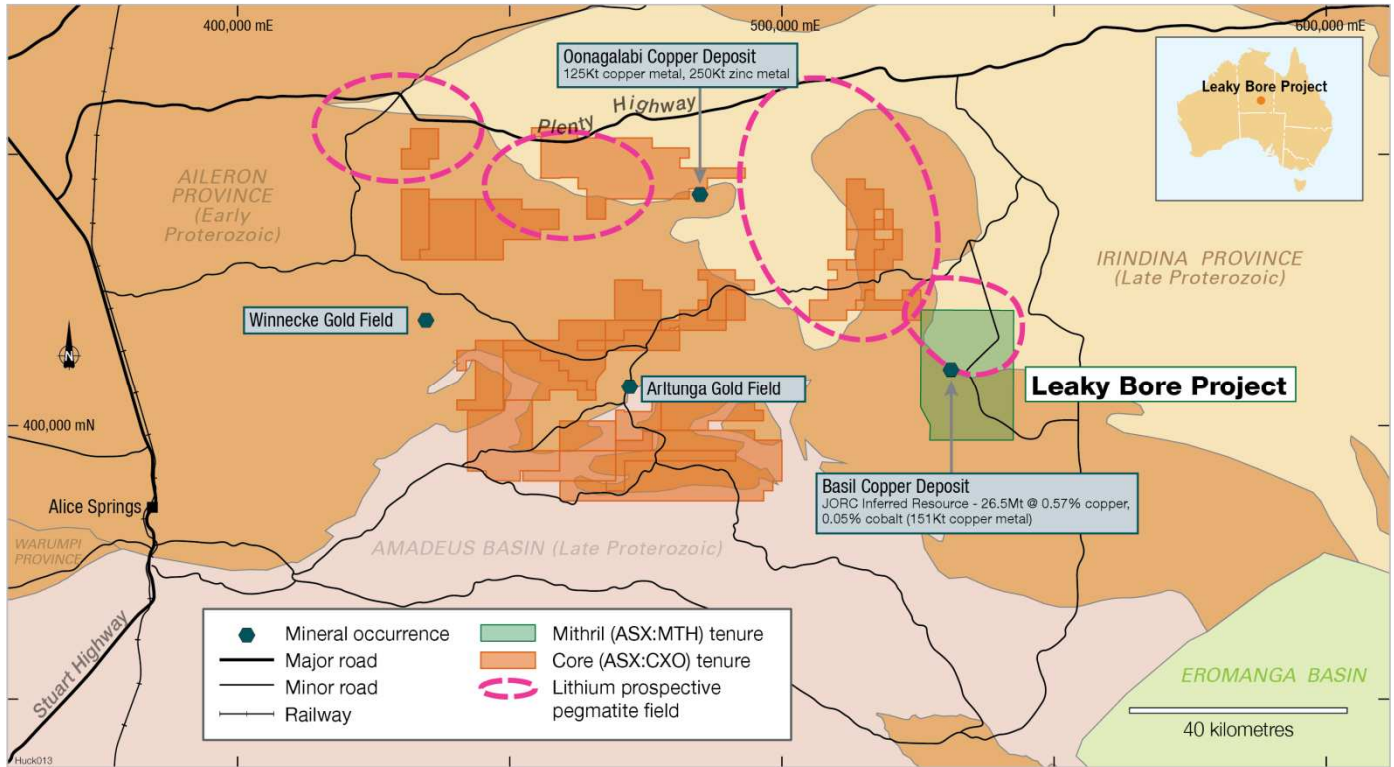 400,000 mE
500,000 mE
600,000 mE
Oonagalabi Copper Deposit
125Kt copper metal, 250Kt zinc metal
Leaky Bore Project
Plenty Highway
AILERON
PROVINCE
(Early
Proterozoic)
IRINDINA PROVINCE
(Late Proterozoic)
Winnecke Gold Field
N
Arltunga Gold Field
Leaky Bore Project
400,000 mN
Basil Copper Deposit
JORC Inferred Resource - 26.5Mt @ 0.57% copper,
0.05% cobalt (151Kt copper metal)
Alice Springs
WARUMPI
PROVINCE
AMADEUS BASIN (Late Proterozoic)
Stuart Highway
Mineral occurrence
Major road
Minor road
Railway
Mithril (ASX:MTH) tenure
Core (ASX:CXO) tenure
Lithium prospective
pegmatite field
EROMANGA BASIN
40 kilometres
Huck013